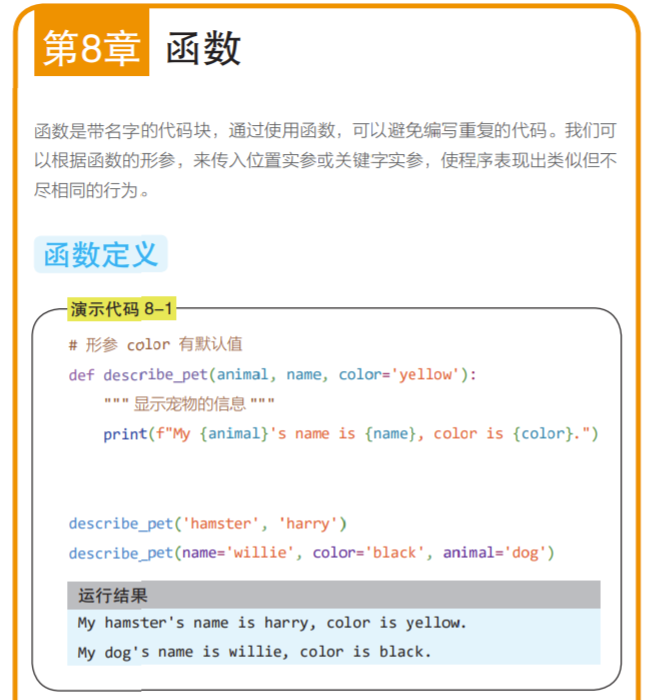 第8章 函数
函数是带名字的代码块，通过使用函数，可以避免编写重复的代码。我们可
以根据函数的形参，来传入位置实参或关键字实参，使程序表现出类似但不
尽相同的行为。
函数定义
演示代码 8–1
# 形参 color 有默认值
def describe_pet(animal, name, color='yellow'):
    """ 显示宠物的信息 """
    print(f"My {animal}'s name is {name}, color is {color}.")
describe_pet('hamster', 'harry')
describe_pet(name='willie', color='black', animal='dog')
运行结果
My hamster's name is harry, color is yellow.
My dog's name is willie, color is black.